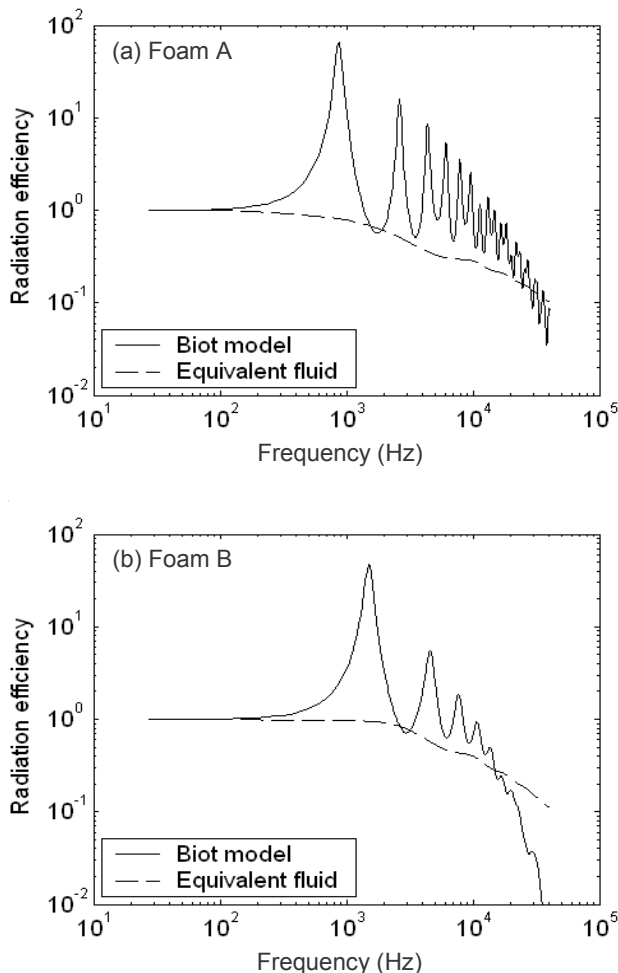 (a) Foam A
Radiation efficiency
10^2
10^1
10^0
10^-1
10^-2
Biot model
Equivalent fluid
10^1 10^2 10^3 10^4 10^5
Frequency (Hz)
(b) Foam B
Radiation efficiency
10^2
10^1
10^0
10^-1
10^-2
Biot model
Equivalent fluid
10^1 10^2 10^3 10^4 10^5
Frequency (Hz)